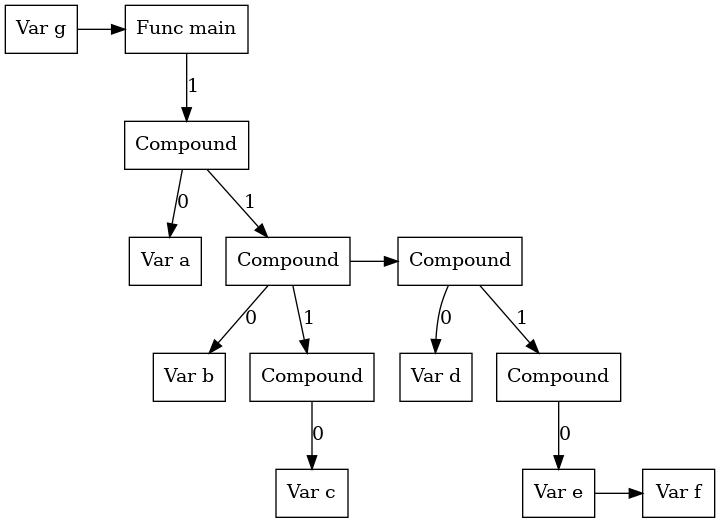 Var g
Func main
1
Compound
0
1
Var a
Compound
Compound
0
1
0
1
Var b
Compound
Var d
Compound
0
0
Var c
Var e
Var f